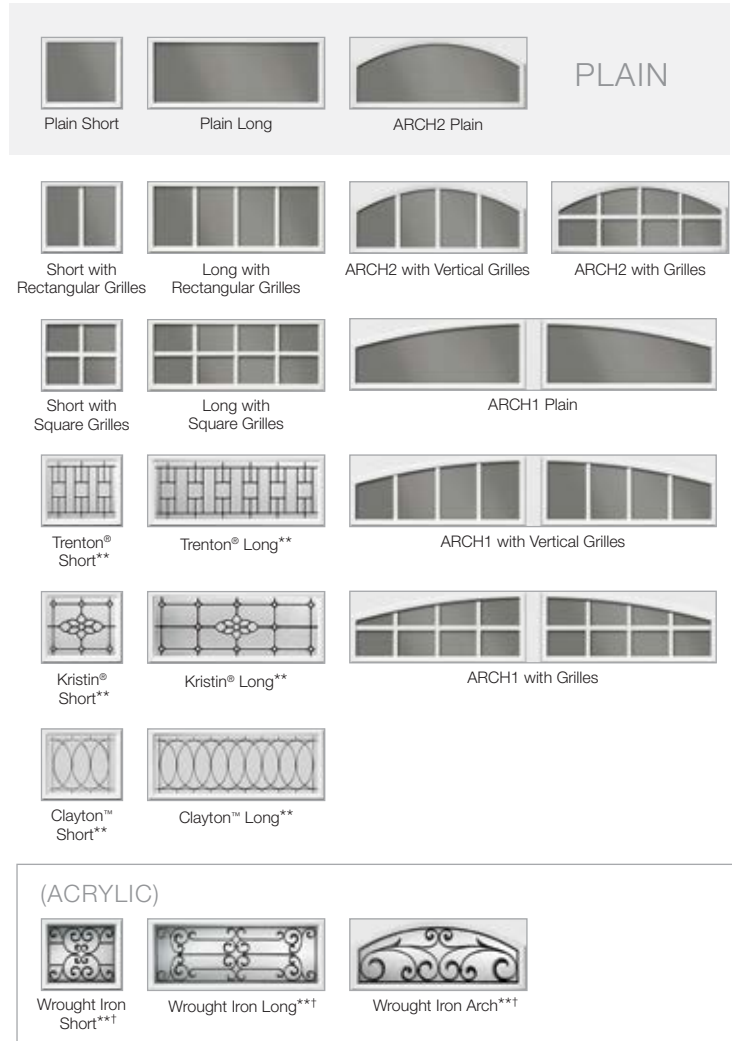 PLAIN
Plain Short
Plain Long
ARCH2 Plain
Short with
Rectangular Grilles
Long with
Rectangular Grilles
ARCH2 with Vertical Grilles
ARCH2 with Grilles
Short with
Square Grilles
Long with
Square Grilles
ARCH1 Plain
Trenton®
Short**
Trenton® Long**
ARCH1 with Vertical Grilles
Kristin®
Short**
Kristin® Long**
ARCH1 with Grilles
Clayton™
Short**
Clayton™ Long**
(ACRYLIC)
Wrought Iron
Short**†
Wrought Iron Long**†
Wrought Iron Arch**†